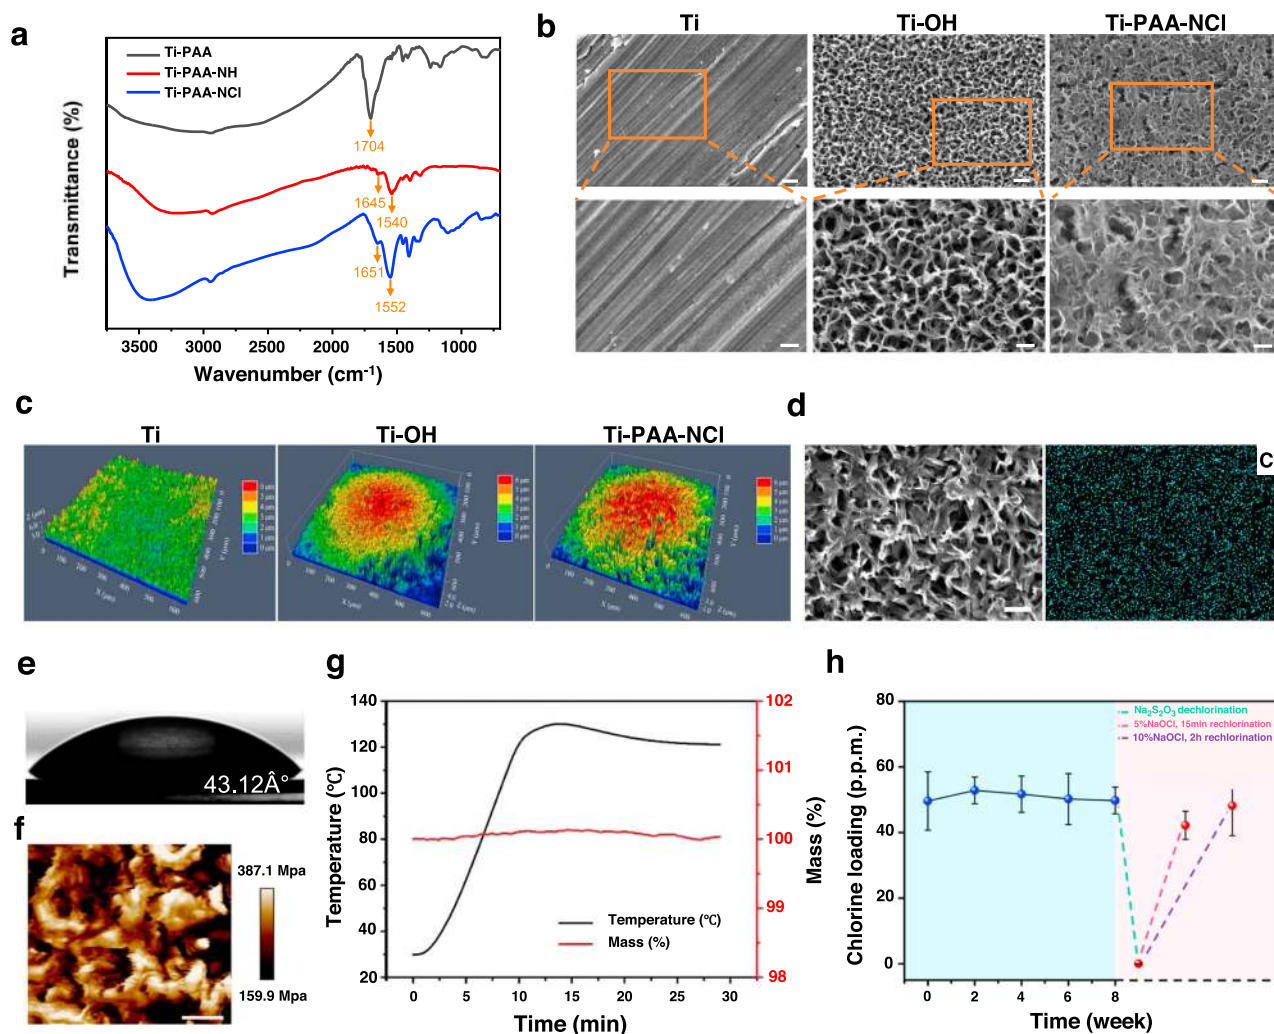 a
Ti-PAA
Ti-PAA-NH
Ti-PAA-NCl
1704
1645
1540
1651
1552
Transmittance (%)
3500 3000 2500 2000 1500 1000
Wavenumber (cm⁻¹)
b
Ti Ti-OH Ti-PAA-NCl
c
Ti Ti-OH Ti-PAA-NCl
d
C
e
43.12Â°
f
387.1 Mpa
159.9 Mpa
g
Temperature (℃)
140
120
100
80
60
40
20
102
101
100
99
98
Mass (%)
Temperature (℃)
Mass (%)
0 5 10 15 20 25 30
Time (min)
h
Chlorine loading (p.p.m.)
80
60
40
20
0
Na₂S₂O₃ dechlorination
5%NaOCl, 15min rechlorination
10%NaOCl, 2h rechlorination
0 2 4 6 8
Time (week)